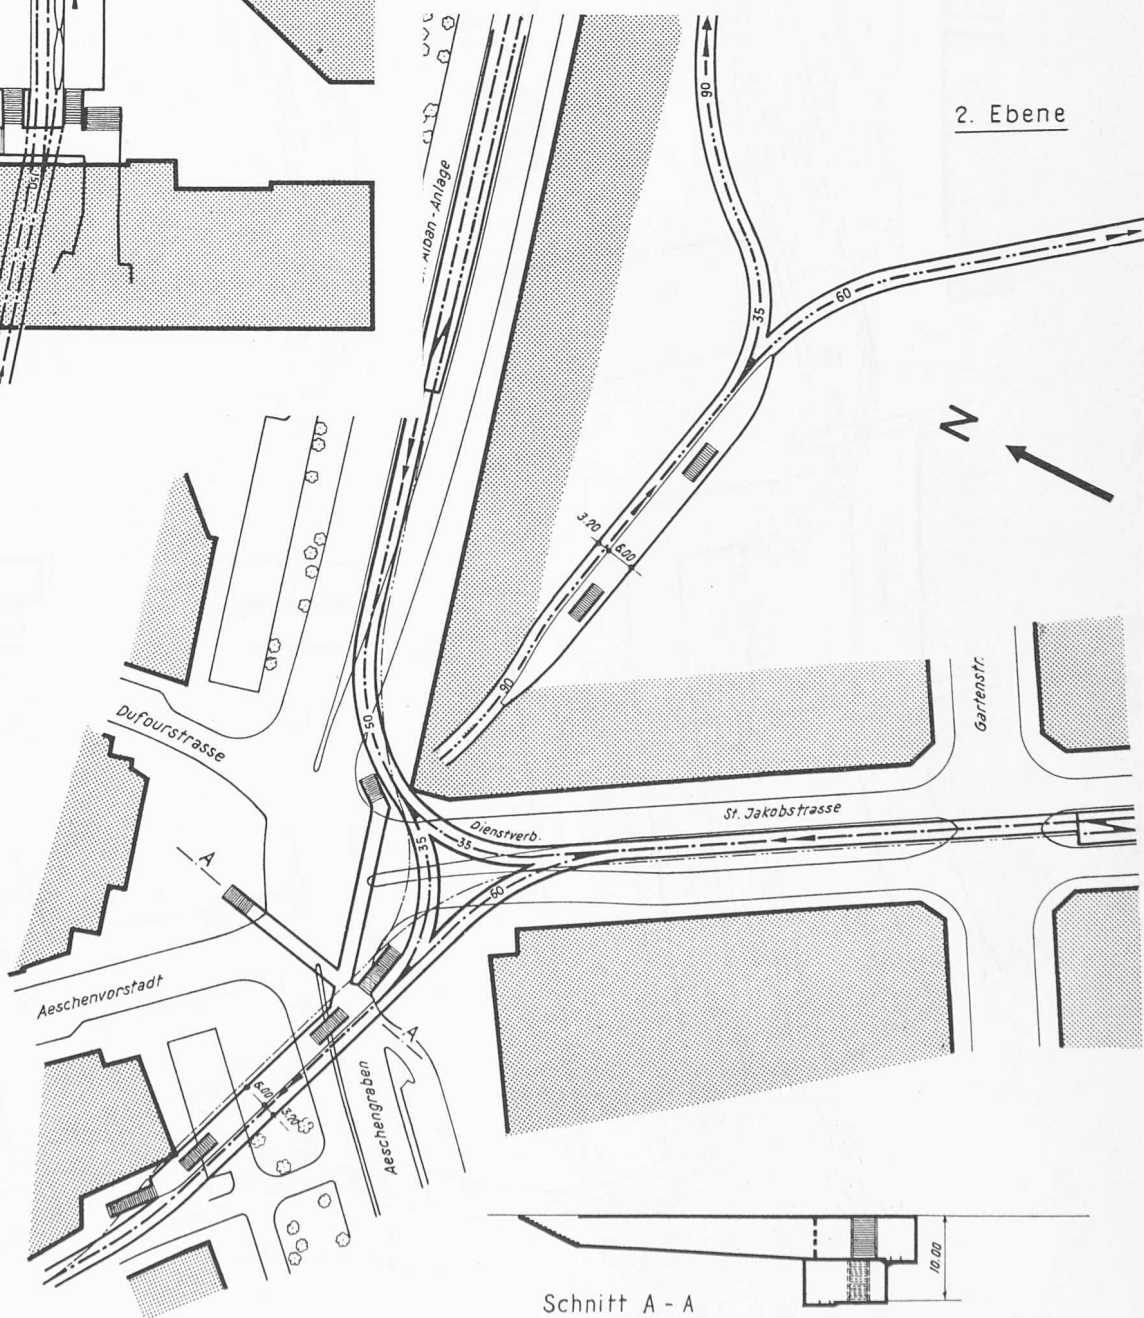 90
2. Ebene
Alban-Anlage
35
60
N
3.20
6.00
90
Gartenstr.
Dufourstrasse
50
St. Jakobstrasse
Dienstverb.
35
35
60
A
Aeschenvorstadt
A
6.00
3.20
Aeschengraben
10.00
Schnitt A - A